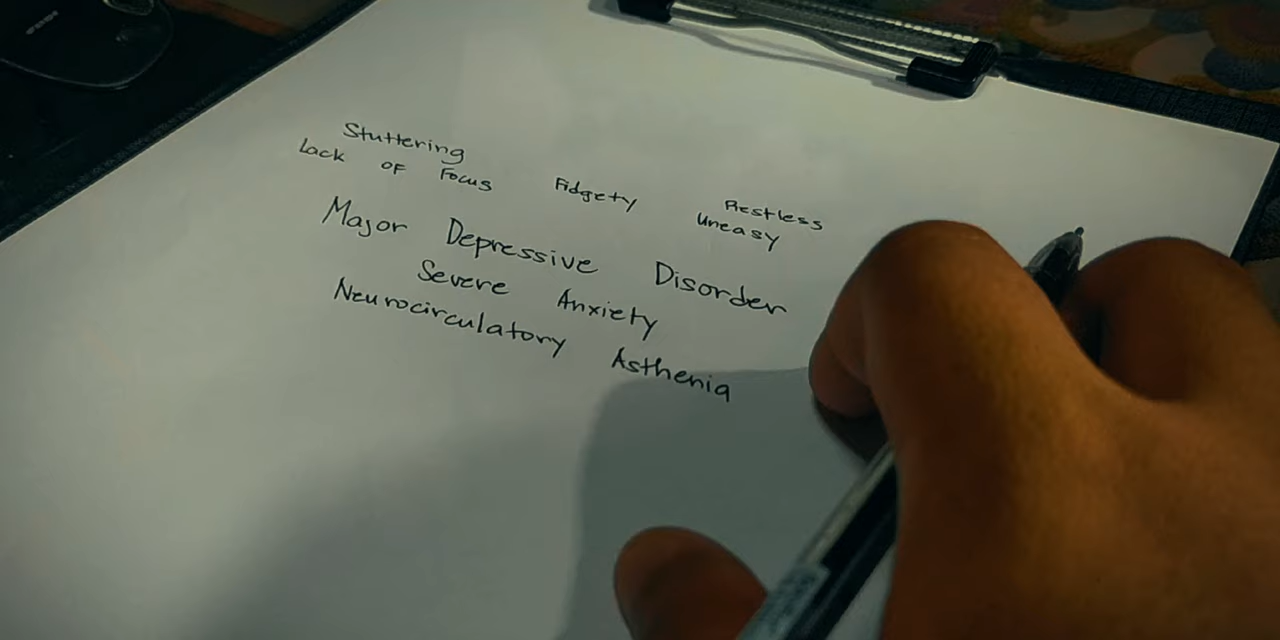 Stuttering
Lack of Focus Fidgety Restless
Uneasy
Major Depressive Disorder
Severe Anxiety
Neurocirculatory Asthenia